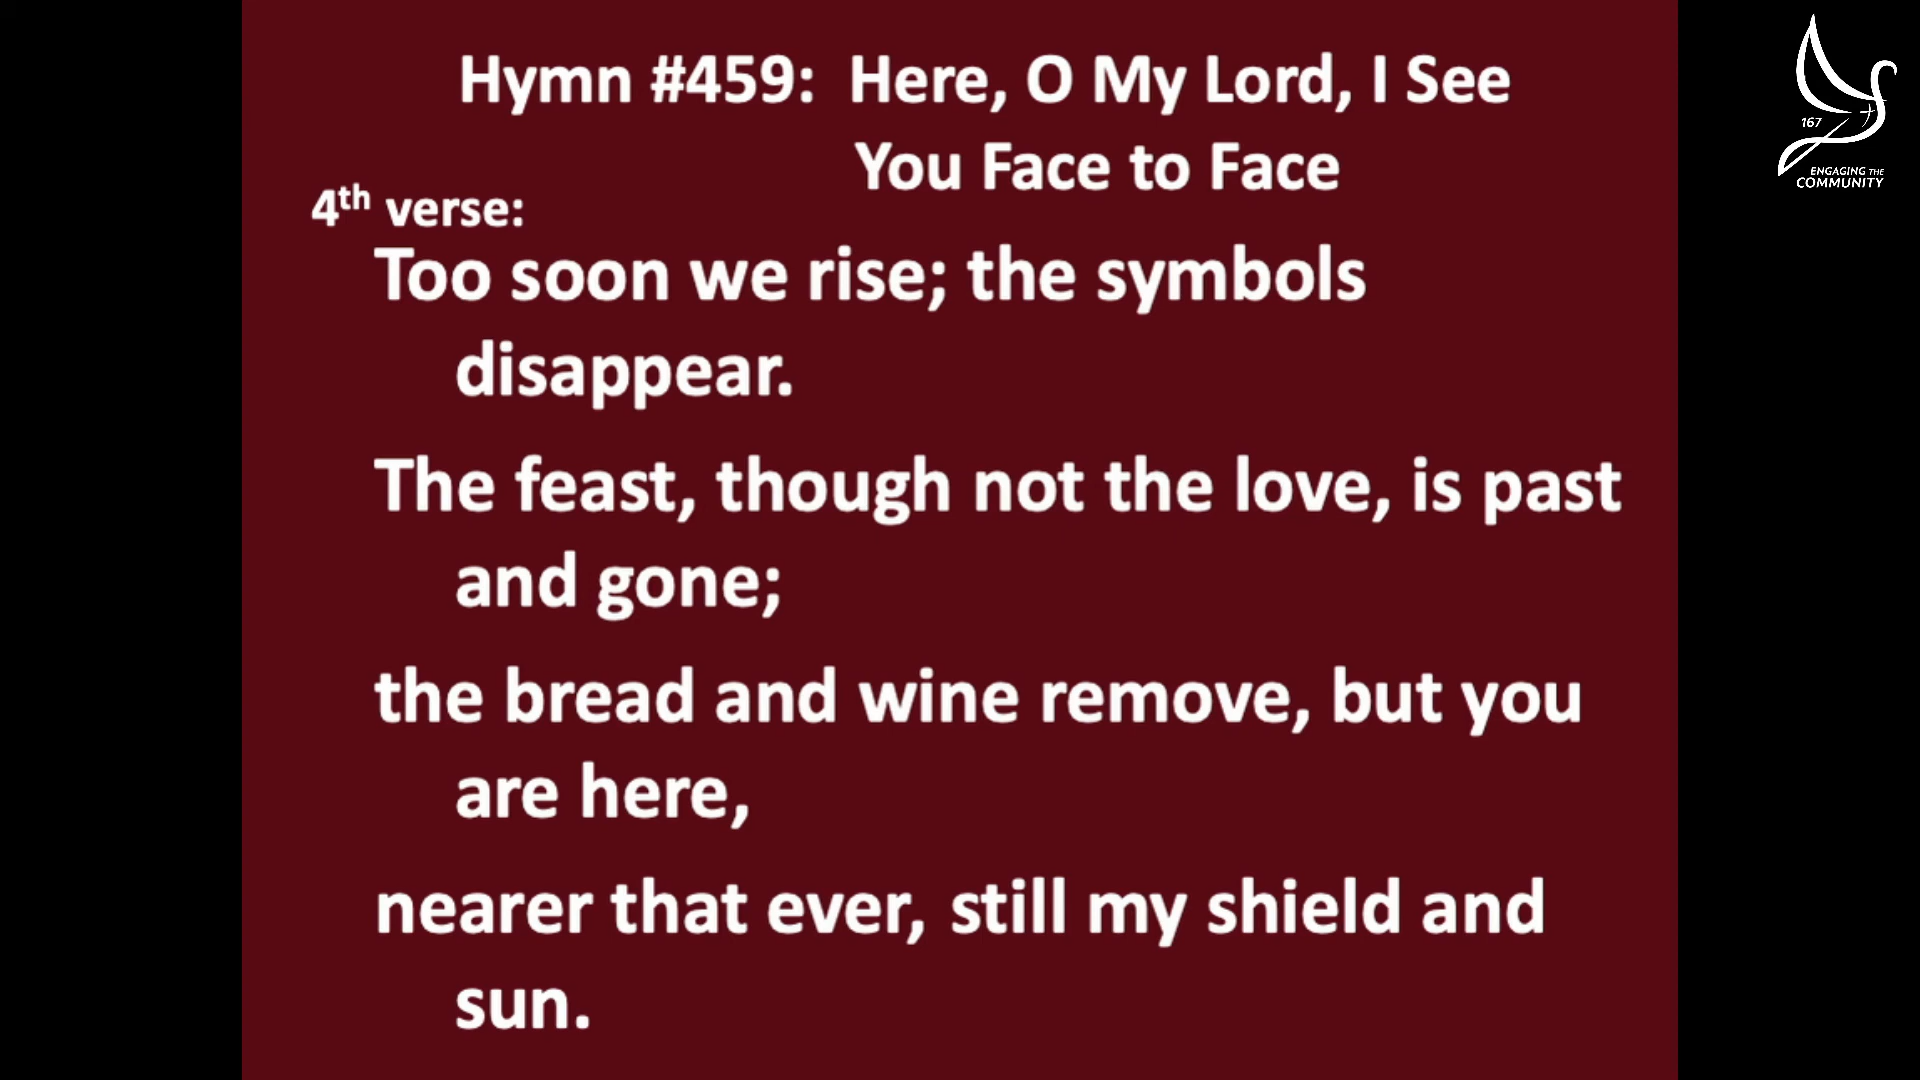 Hymn #459:  Here, O My Lord, I See
You Face to Face
4th verse:
Too soon we rise; the symbols
disappear.
The feast, though not the love, is past
and gone;
the bread and wine remove, but you
are here,
nearer that ever, still my shield and
sun.
167
ENGAGING THE
COMMUNITY